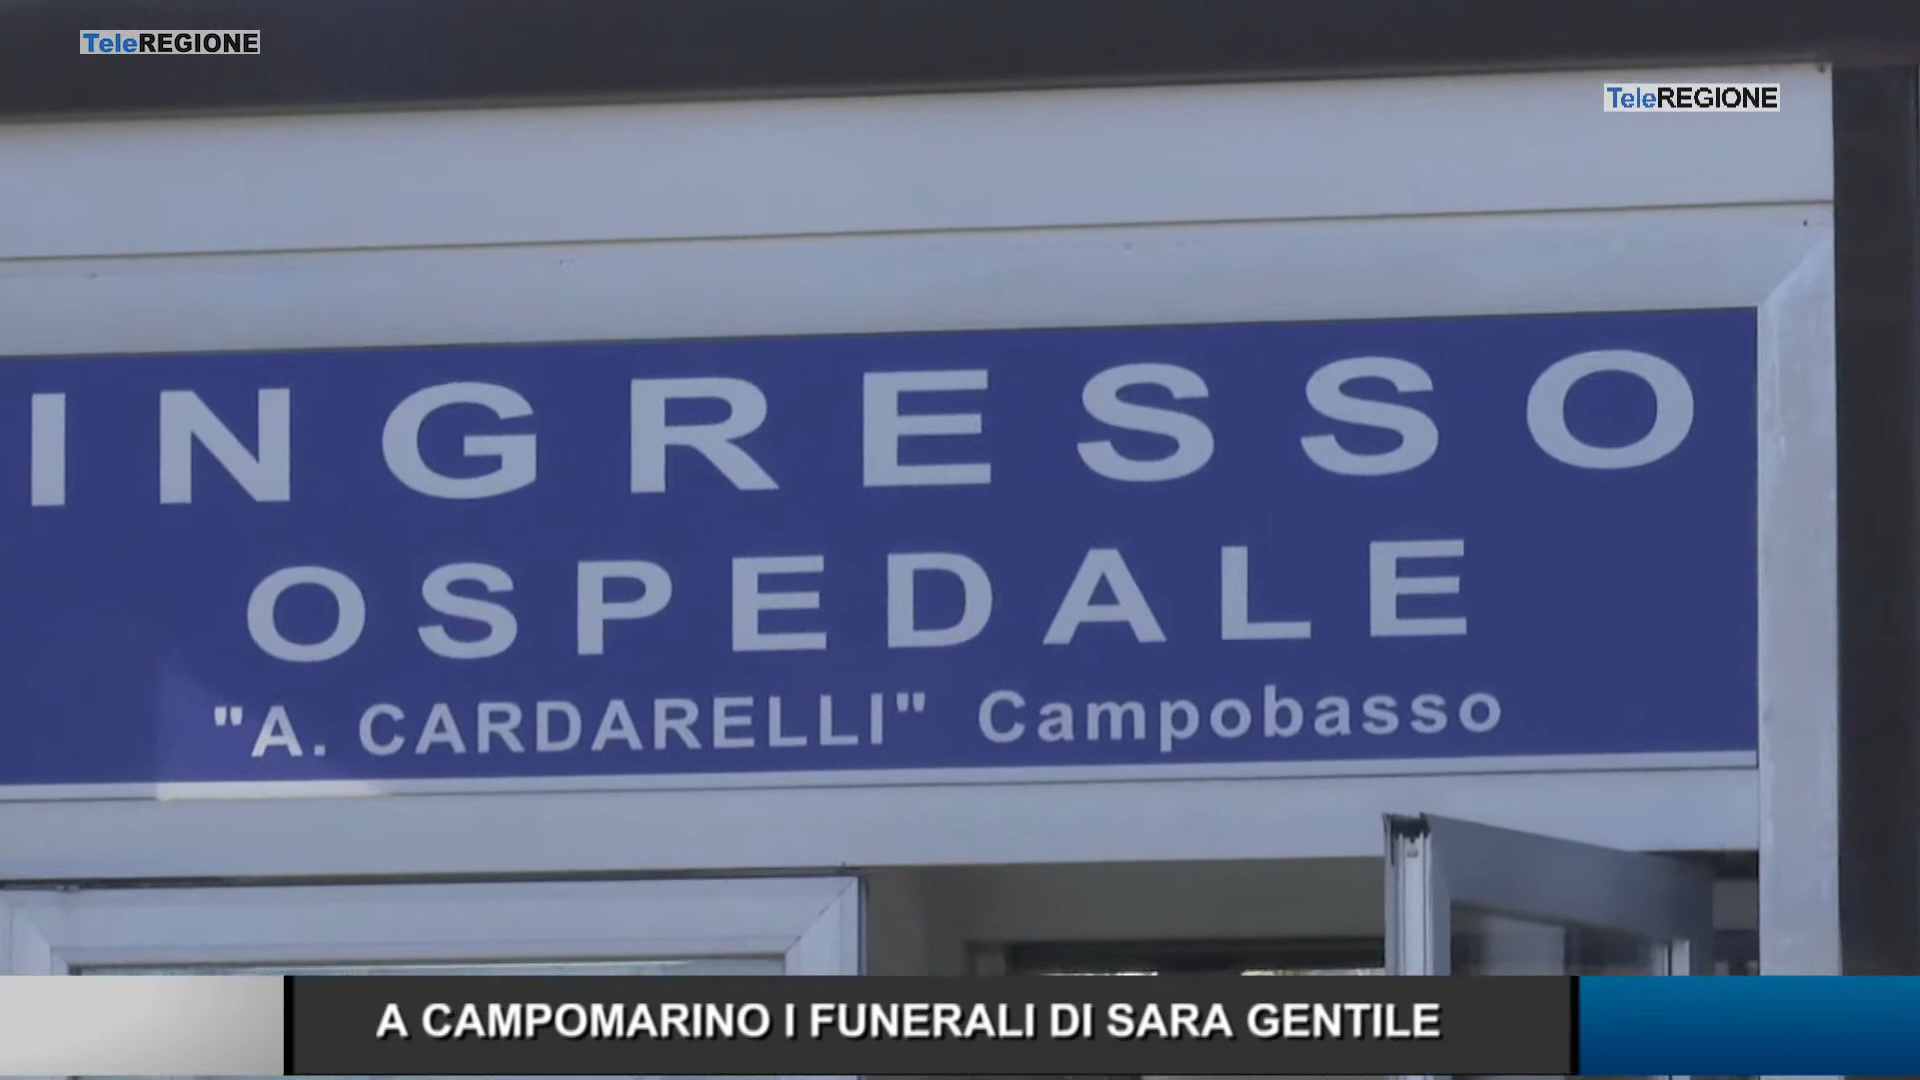 TeleREGIONE
TeleREGIONE
INGRESSO
OSPEDALE
"A. CARDARELLI" Campobasso
A CAMPOMARINO I FUNERALI DI SARA GENTILE